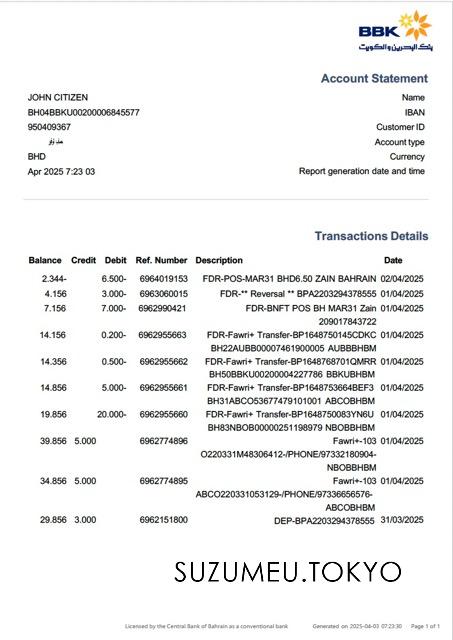 BBK
بنك البحرين والكويت
Account Statement
JOHN CITIZEN Name
BH04BBKU00200006845577 IBAN
950409367 Customer ID
Account type
BHD Currency
Apr 2025 7:23 03 Report generation date and time
Transactions Details
Balance Credit Debit Ref. Number Description Date
2.344- 6.500- 6964019153 FDR-POS-MAR31 BHD6.50 ZAIN BAHRAIN 02/04/2025
4.156 3.000- 6963060015 FDR-** Reversal ** BPA2203294378555 01/04/2025
7.156 7.000- 6962990421 FDR-BNFT POS BH MAR31 Zain 01/04/2025
209017843722
14.156 0.200- 6962955663 FDR-Fawri+ Transfer-BP1648750145CDKC 01/04/2025
BH22AUBB00007461900005 AUBBBHBM
14.356 0.500- 6962955662 FDR-Fawri+ Transfer-BP1648768701QMRR 01/04/2025
BH50BBKU00200004227786 BBKUBHBM
14.856 5.000- 6962955661 FDR-Fawri+ Transfer-BP1648753664BEF3 01/04/2025
BH31ABCO53677479101001 ABCOBHBM
19.856 20.000- 6962955660 FDR-Fawri+ Transfer-BP1648750083YN6U 01/04/2025
BH83NBOB00000251198979 NBOBBHBM
39.856 5.000 6962774896 Fawri+-103 01/04/2025
O220331M48306412-/PHONE/97332180904-
NBOBBHBM
34.856 5.000 6962774895 Fawri+-103 01/04/2025
ABCO220331053129-/PHONE/97336656576-
ABCOBHBM
29.856 3.000 6962151800 DEP-BPA2203294378555 31/03/2025
SUZUMEU.TOKYO
Licensed by the Central Bank of Bahrain as a conventional bank Generated on 2025-04-03 07:23:30 Page 1 of 1